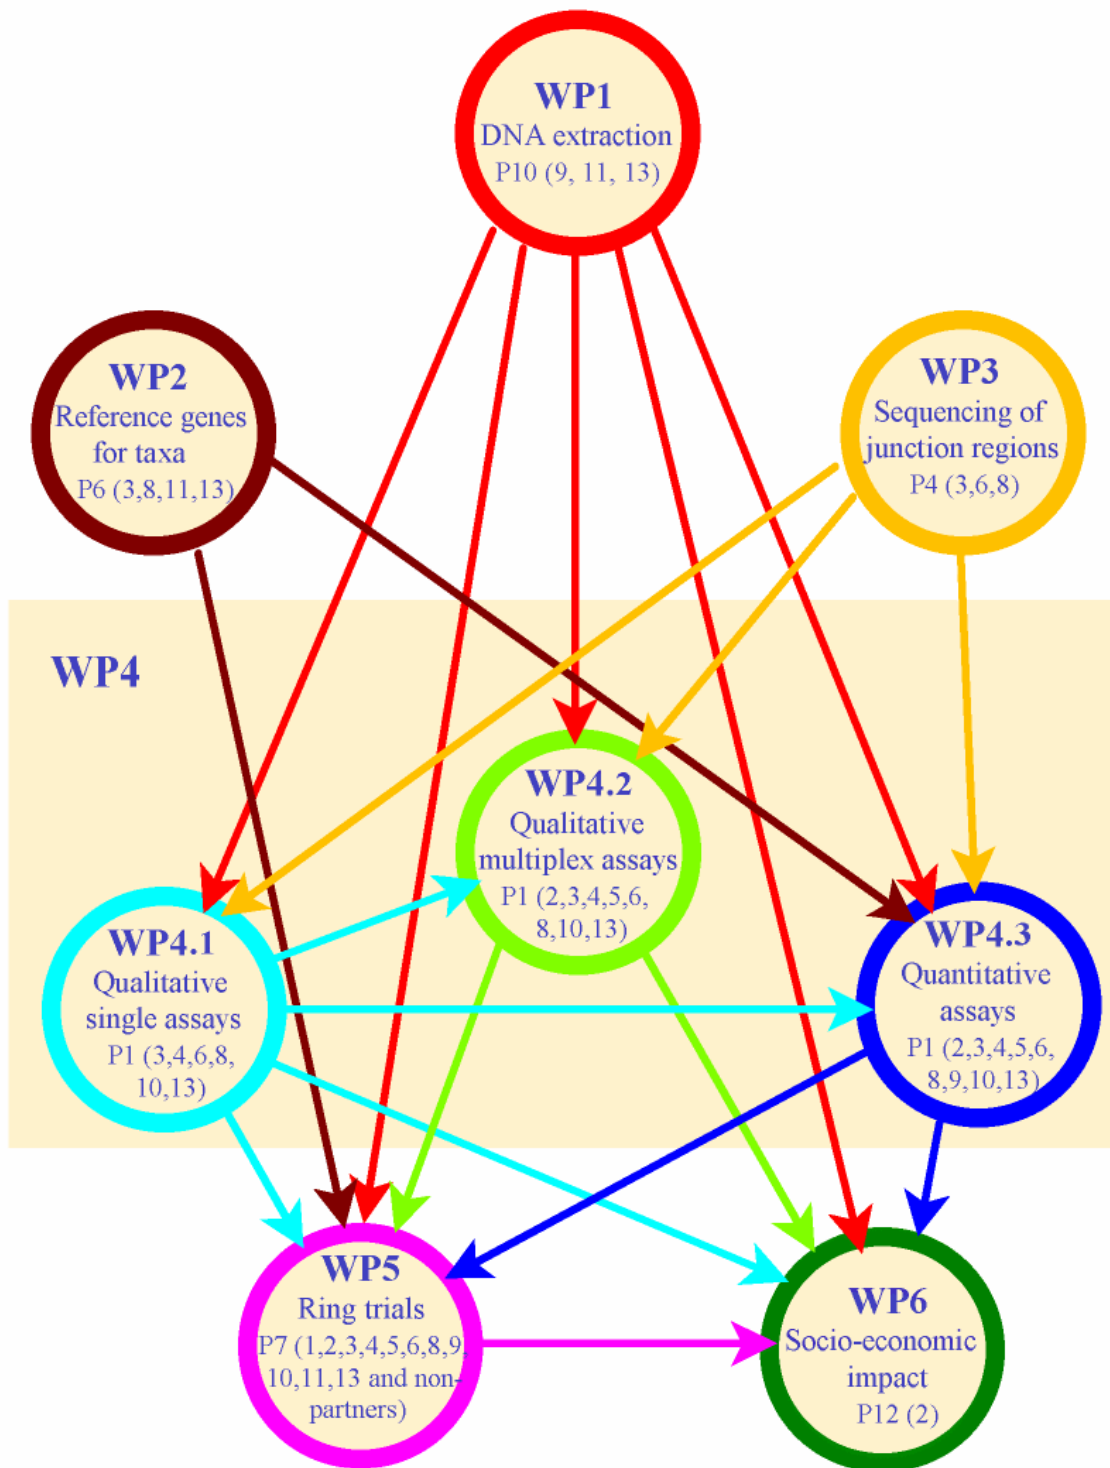 WP1
DNA extraction
P10 (9, 11, 13)
WP2
Reference genes
for taxa
P6 (3,8,11,13)
WP3
Sequencing of
junction regions
P4 (3,6,8)
WP4
WP4.2
Qualitative
multiplex assays
P1 (2,3,4,5,6,
8,10,13)
WP4.1
Qualitative
single assays
P1 (3,4,6,8,
10,13)
WP4.3
Quantitative
assays
P1 (2,3,4,5,6,
8,9,10,13)
WP5
Ring trials
P7 (1,2,3,4,5,6,8,9,
10,11,13 and non-
partners)
WP6
Socio-economic
impact
P12 (2)